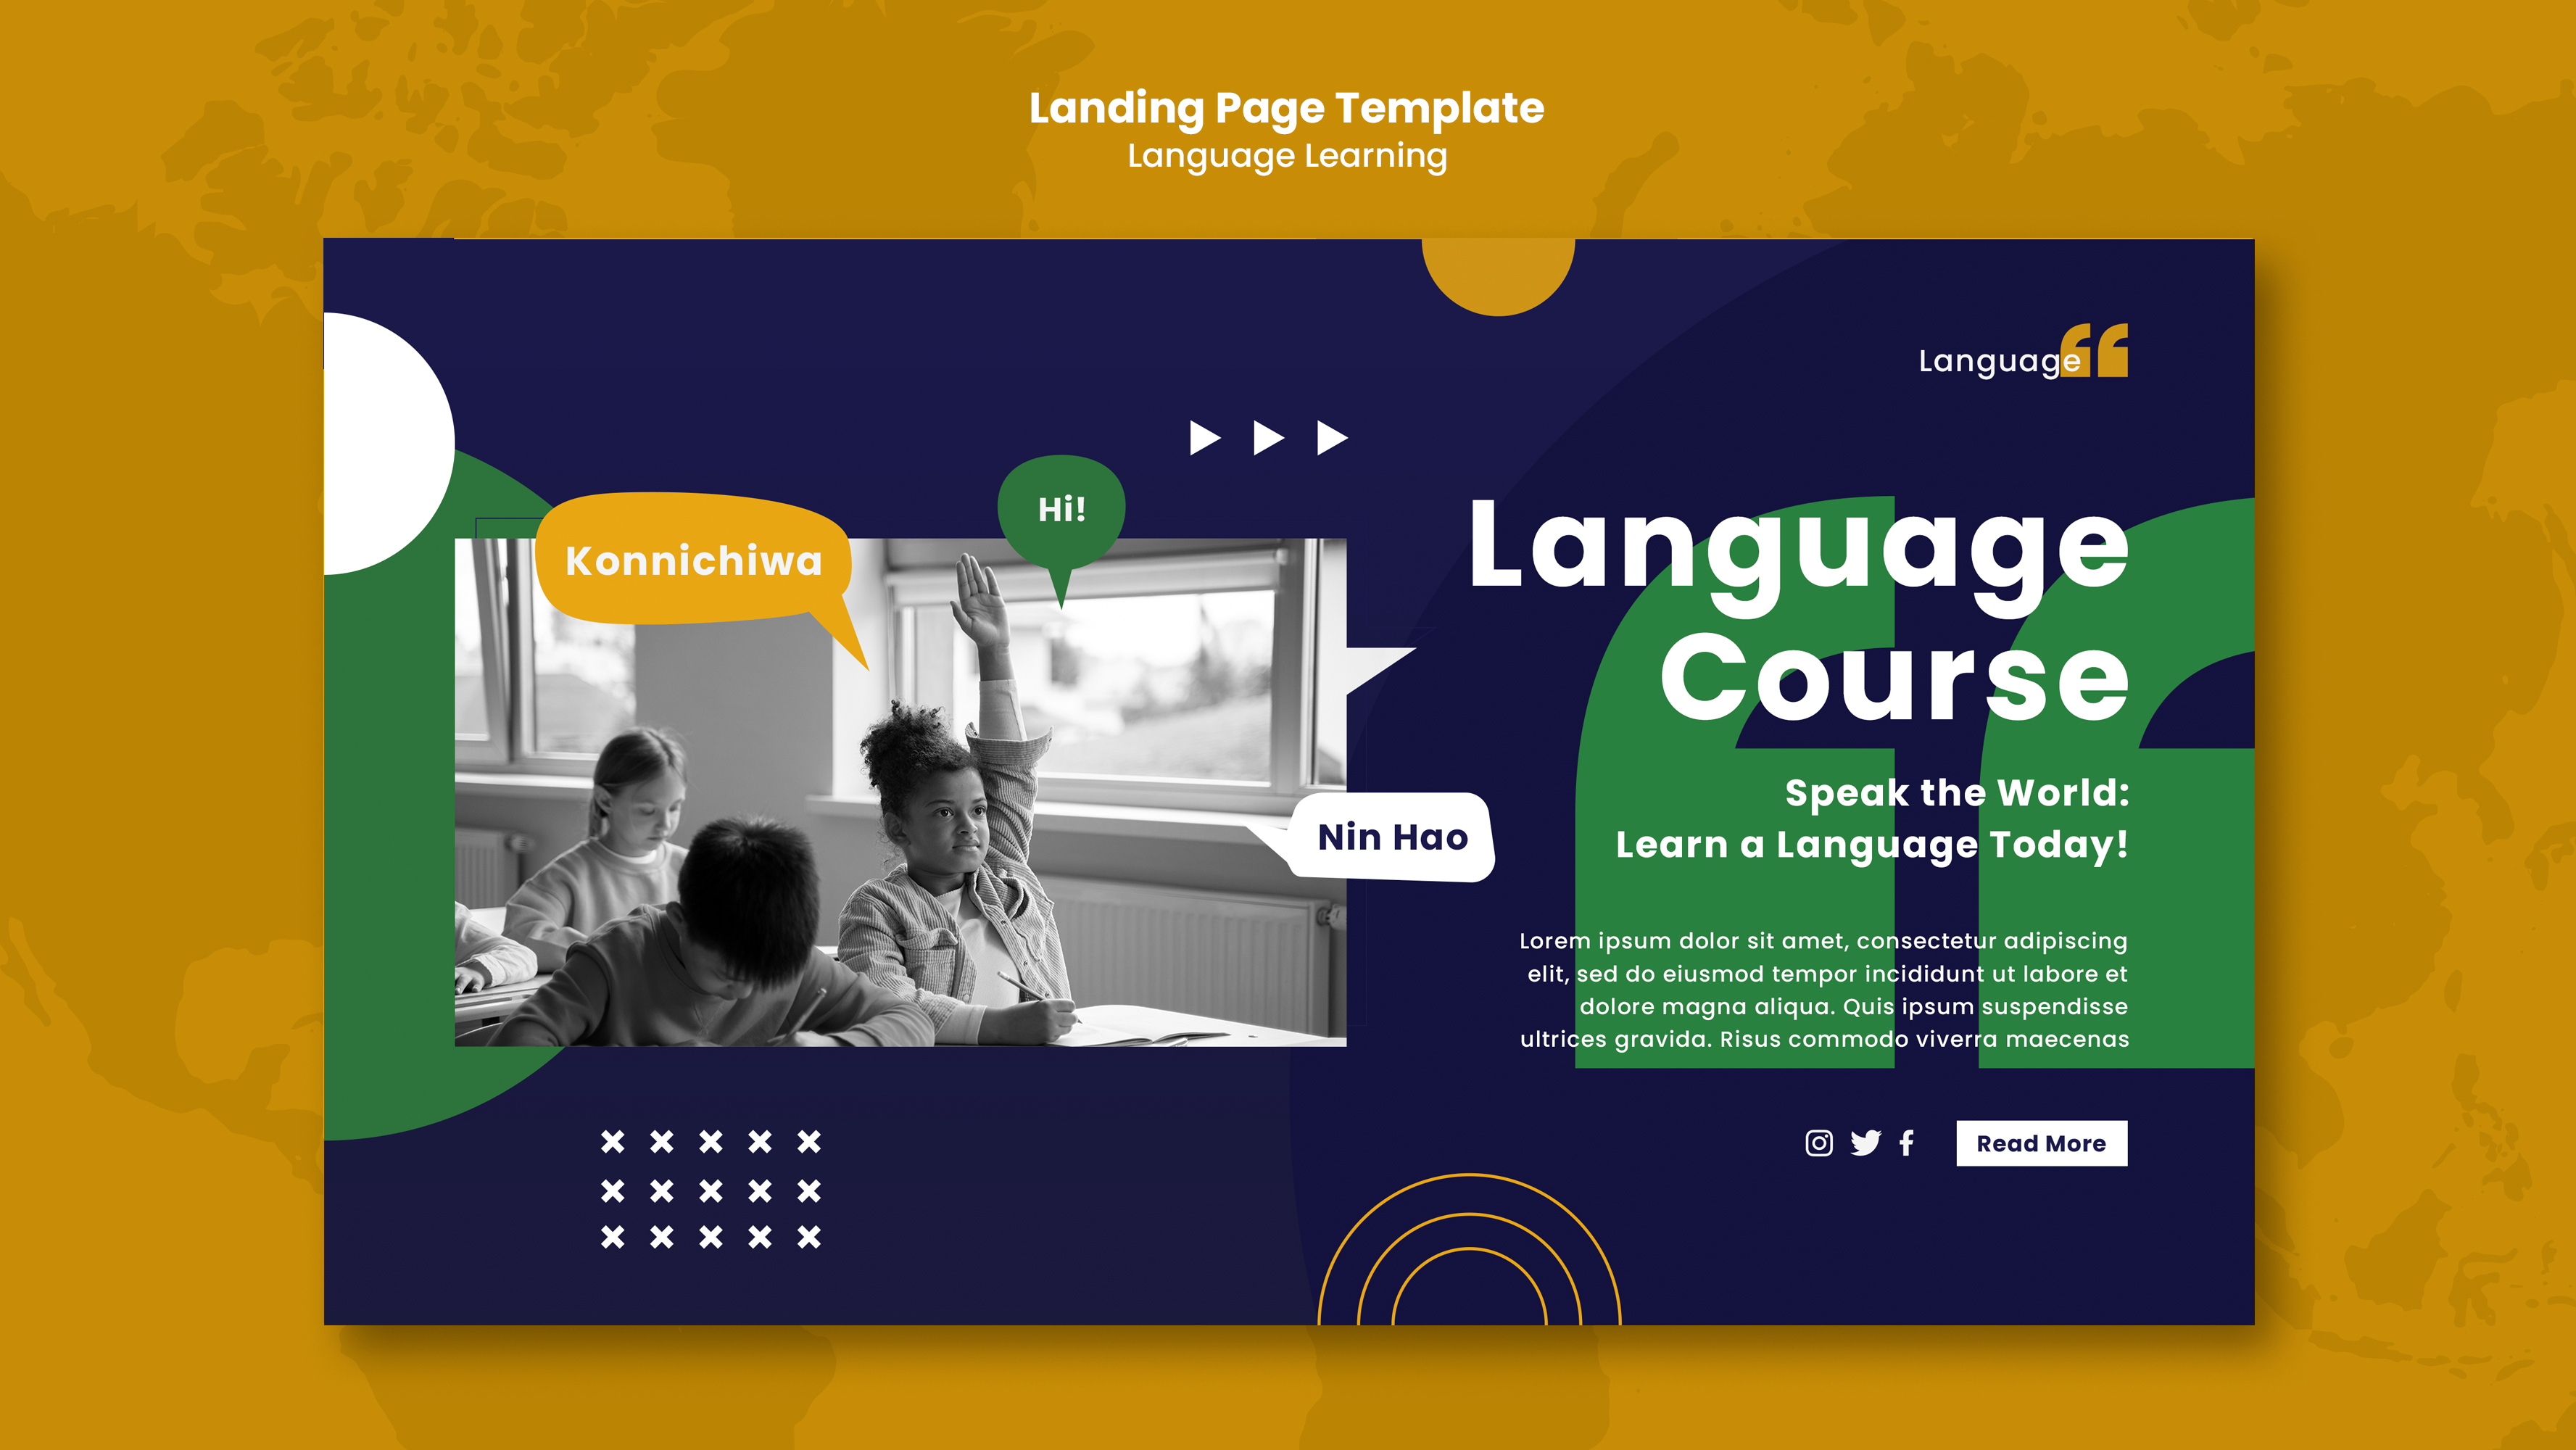 Landing Page Template
Language Learning
Language
Konnichiwa
Hi!
Nin Hao
Language
Course
Speak the World:
Learn a Language Today!
Lorem ipsum dolor sit amet, consectetur adipiscing
elit, sed do eiusmod tempor incididunt ut labore et
dolore magna aliqua. Quis ipsum suspendisse
ultrices gravida. Risus commodo viverra maecenas
Read More